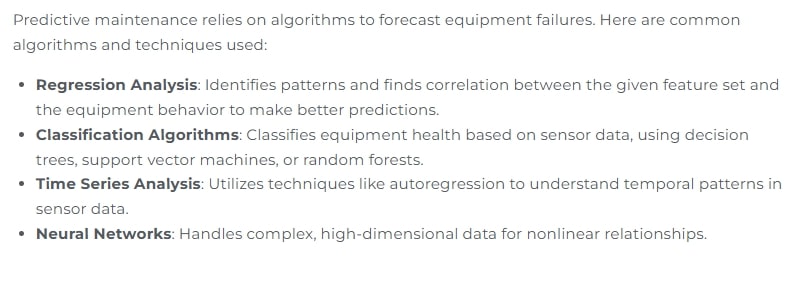 Predictive maintenance relies on algorithms to forecast equipment failures. Here are common
algorithms and techniques used:
• Regression Analysis: Identifies patterns and finds correlation between the given feature set and
the equipment behavior to make better predictions.
• Classification Algorithms: Classifies equipment health based on sensor data, using decision
trees, support vector machines, or random forests.
• Time Series Analysis: Utilizes techniques like autoregression to understand temporal patterns in
sensor data.
• Neural Networks: Handles complex, high-dimensional data for nonlinear relationships.